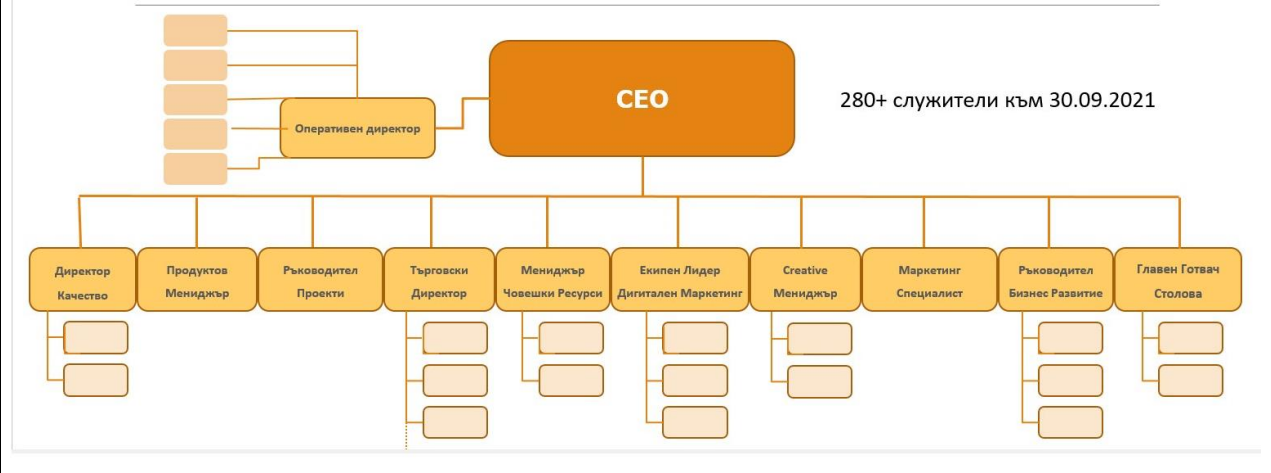 CEO
280+ служители към 30.09.2021
Оперативен директор
Директор
Качество
Продуктов
Мениджър
Ръководител
Проекти
Търговски
Директор
Мениджър
Човешки Ресурси
Екипен Лидер
Дигитален Маркетинг
Creative
Мениджър
Маркетинг
Специалист
Ръководител
Бизнес Развитие
Главен Готвач
Столова